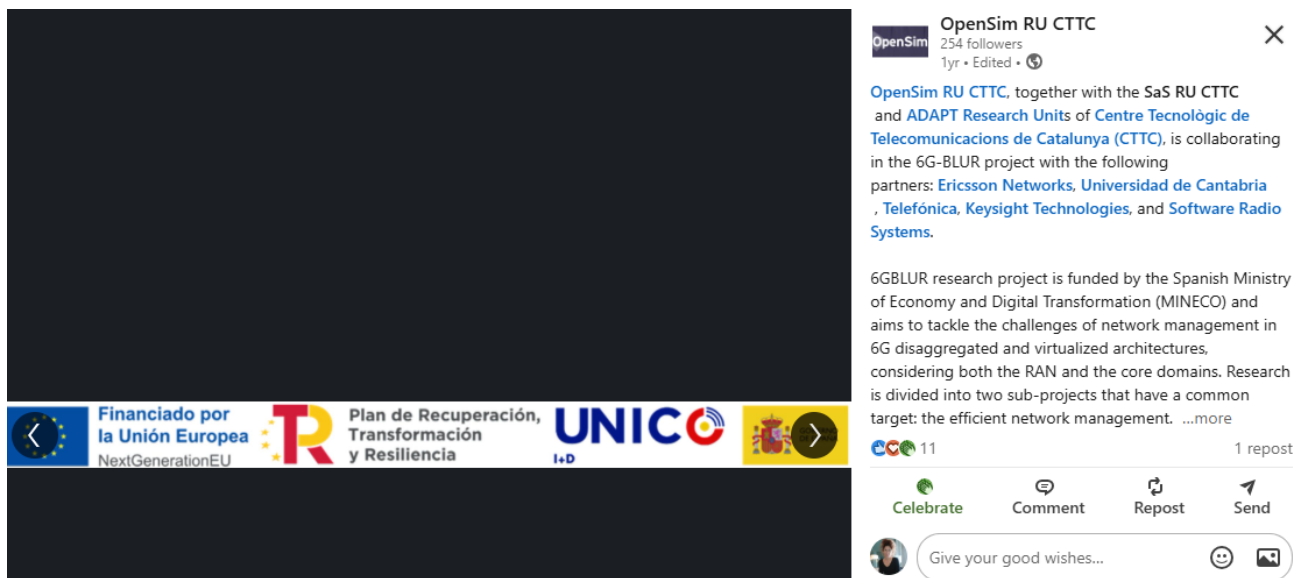 Financiado por
la Unión Europea
NextGenerationEU
Plan de Recuperación,
Transformación
y Resiliencia
UNICO
I+D
OpenSim
OpenSim RU CTTC
254 followers
1yr • Edited •
OpenSim RU CTTC, together with the SaS RU CTTC
and ADAPT Research Units of Centre Tecnològic de
Telecomunicacions de Catalunya (CTTC), is collaborating
in the 6G-BLUR project with the following
partners: Ericsson Networks, Universidad de Cantabria
, Telefónica, Keysight Technologies, and Software Radio
Systems.
6GBLUR research project is funded by the Spanish Ministry
of Economy and Digital Transformation (MINECO) and
aims to tackle the challenges of network management in
6G disaggregated and virtualized architectures,
considering both the RAN and the core domains. Research
is divided into two sub-projects that have a common
target: the efficient network management. ...more
11
1 repost
Celebrate
Comment
Repost
Send
Give your good wishes...